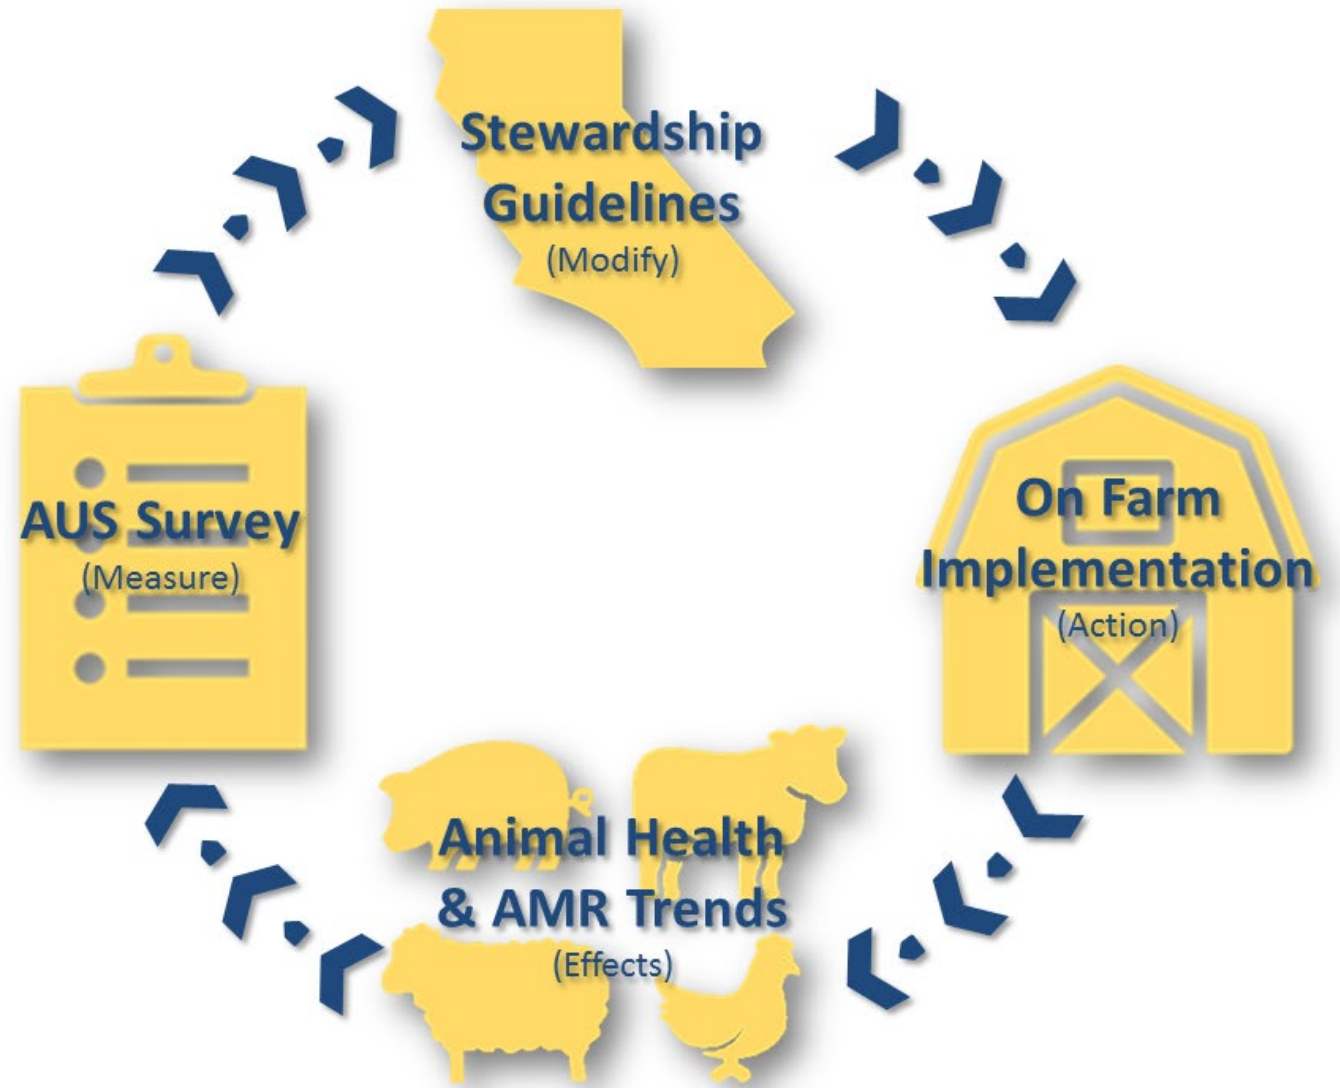 Stewardship
Guidelines
(Modify)
On Farm
Implementation
(Action)
Animal Health
& AMR Trends
(Effects)
AUS Survey
(Measure)